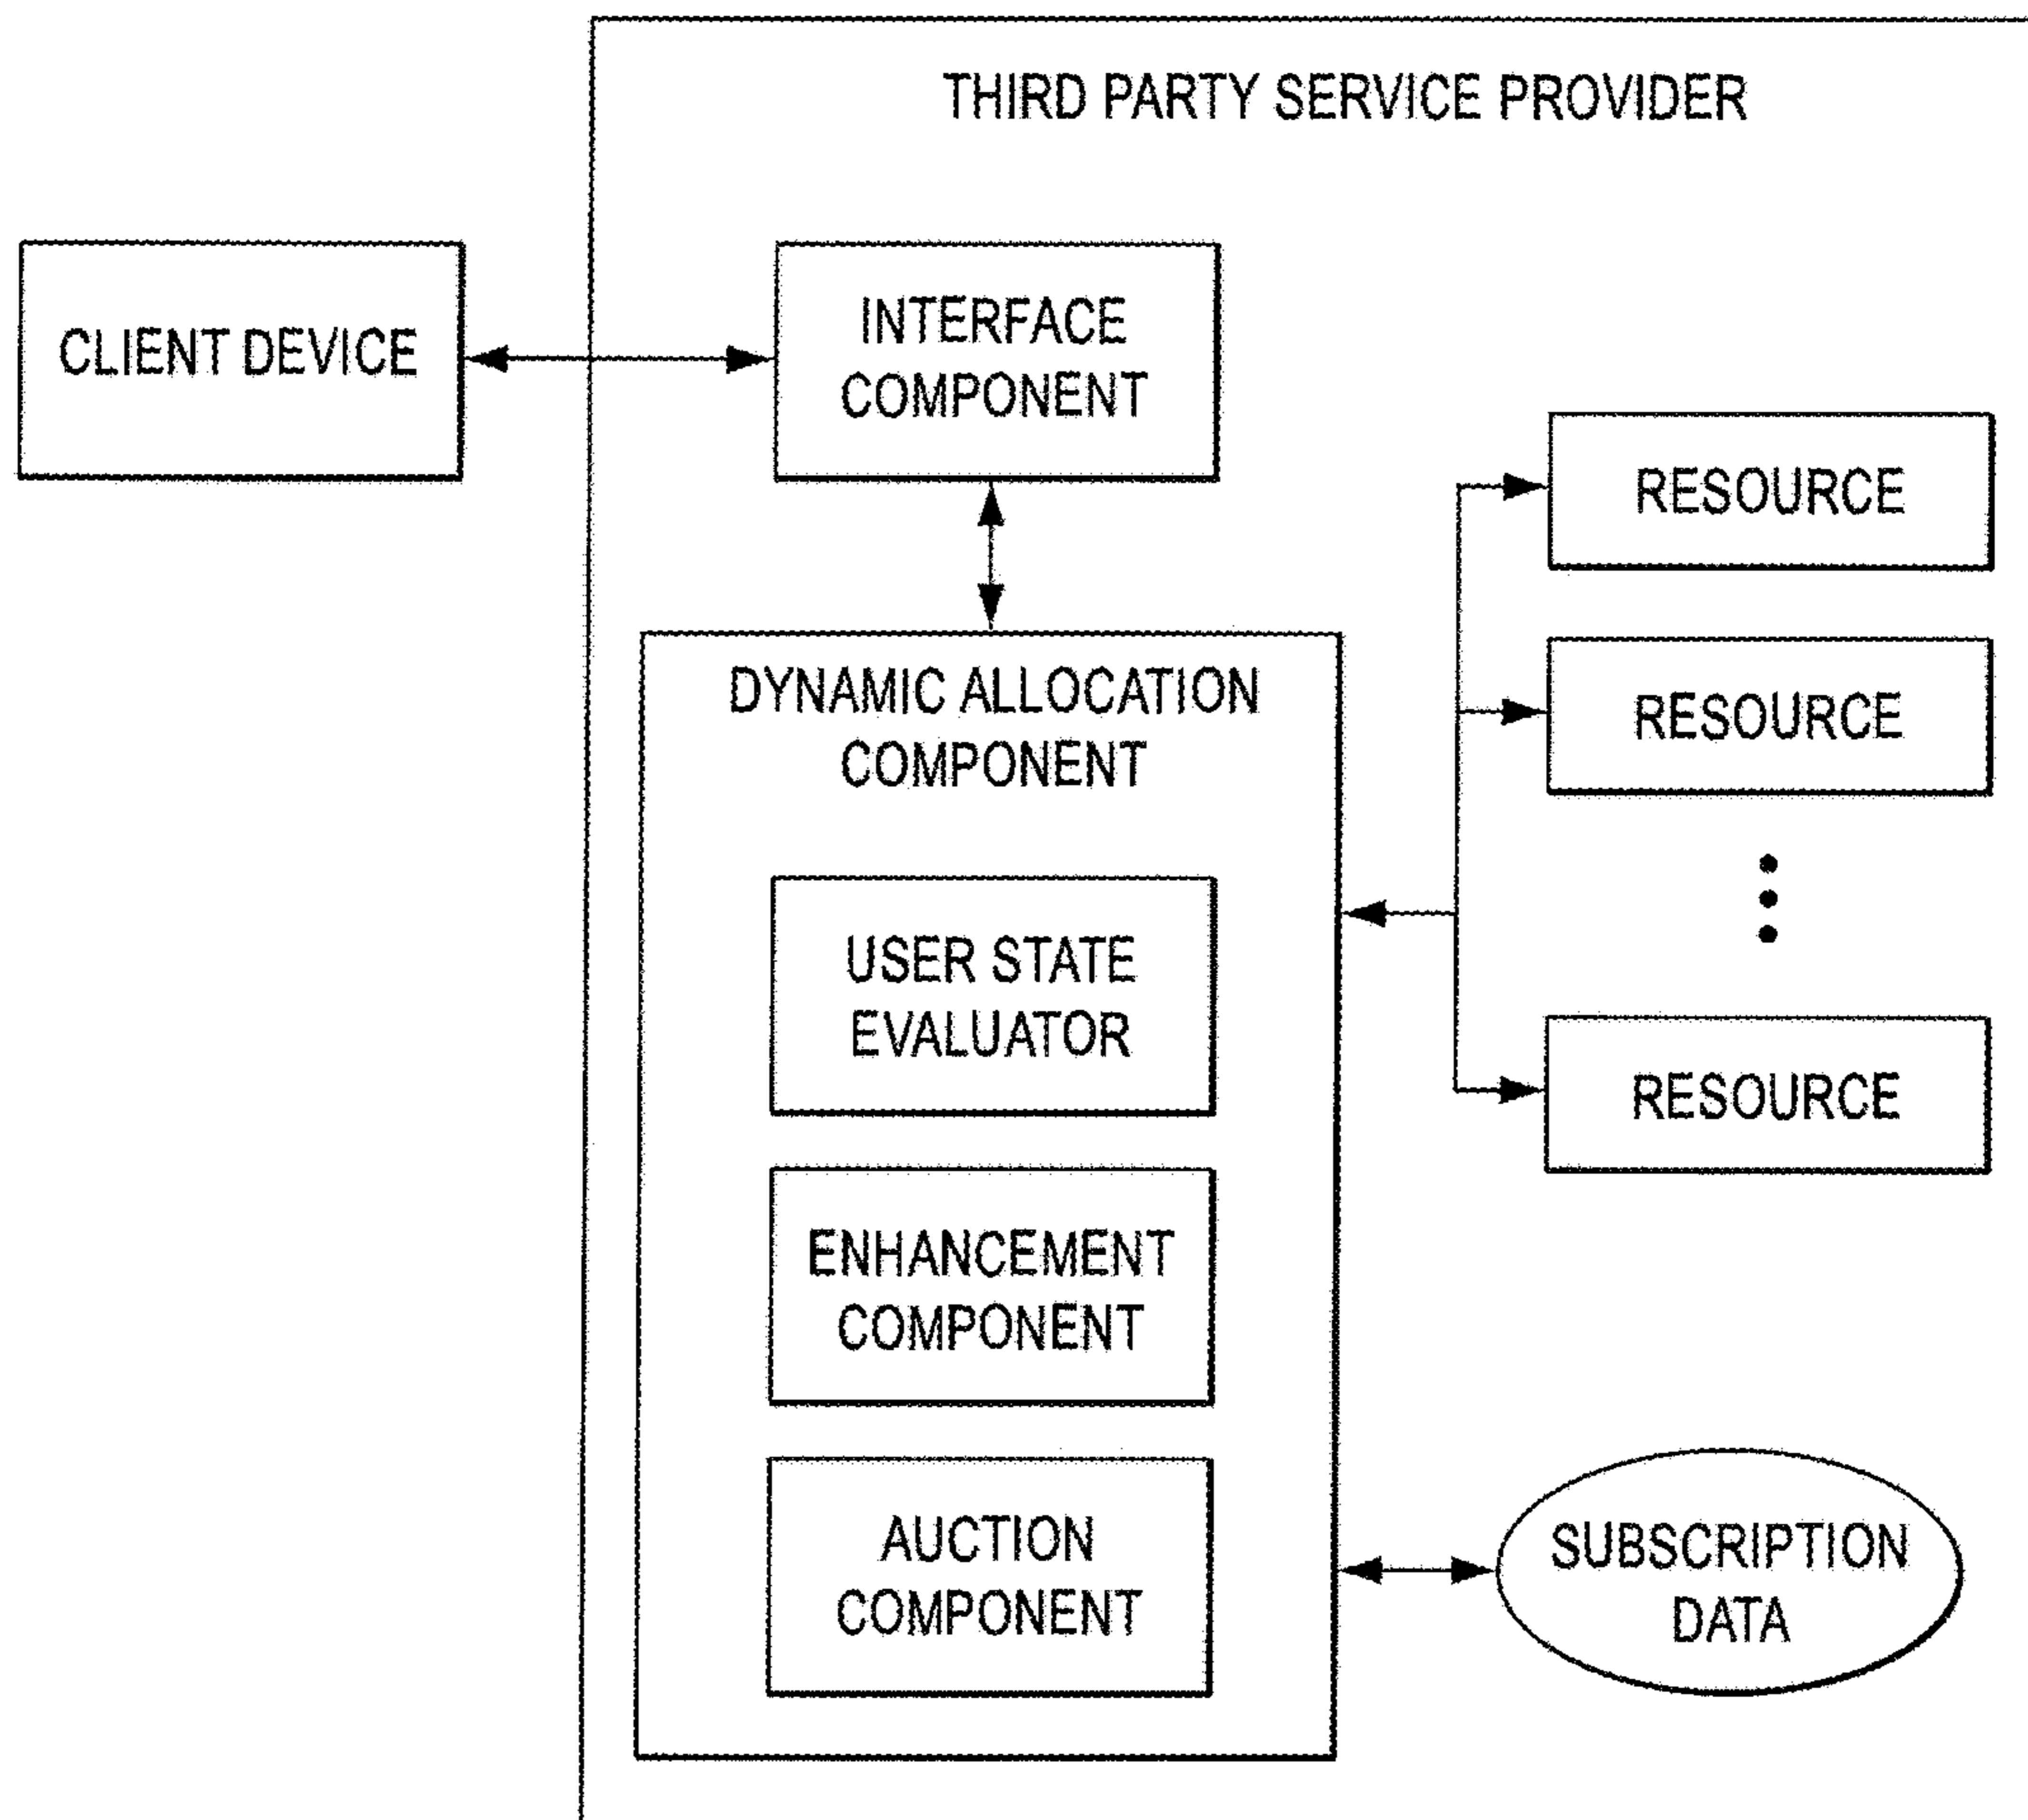 THIRD PARTY SERVICE PROVIDER
CLIENT DEVICE
INTERFACE
COMPONENT
RESOURCE
DYNAMIC ALLOCATION
COMPONENT
RESOURCE
USER STATE
EVALUATOR
RESOURCE
ENHANCEMENT
COMPONENT
AUCTION
COMPONENT
SUBSCRIPTION
DATA